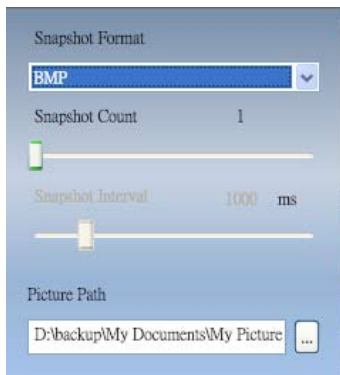 Snapshot Format
BMP
Snapshot Count 1
Snapshot Interval 1000 ms
Picture Path
D:\backup\My Documents\My Picture ...